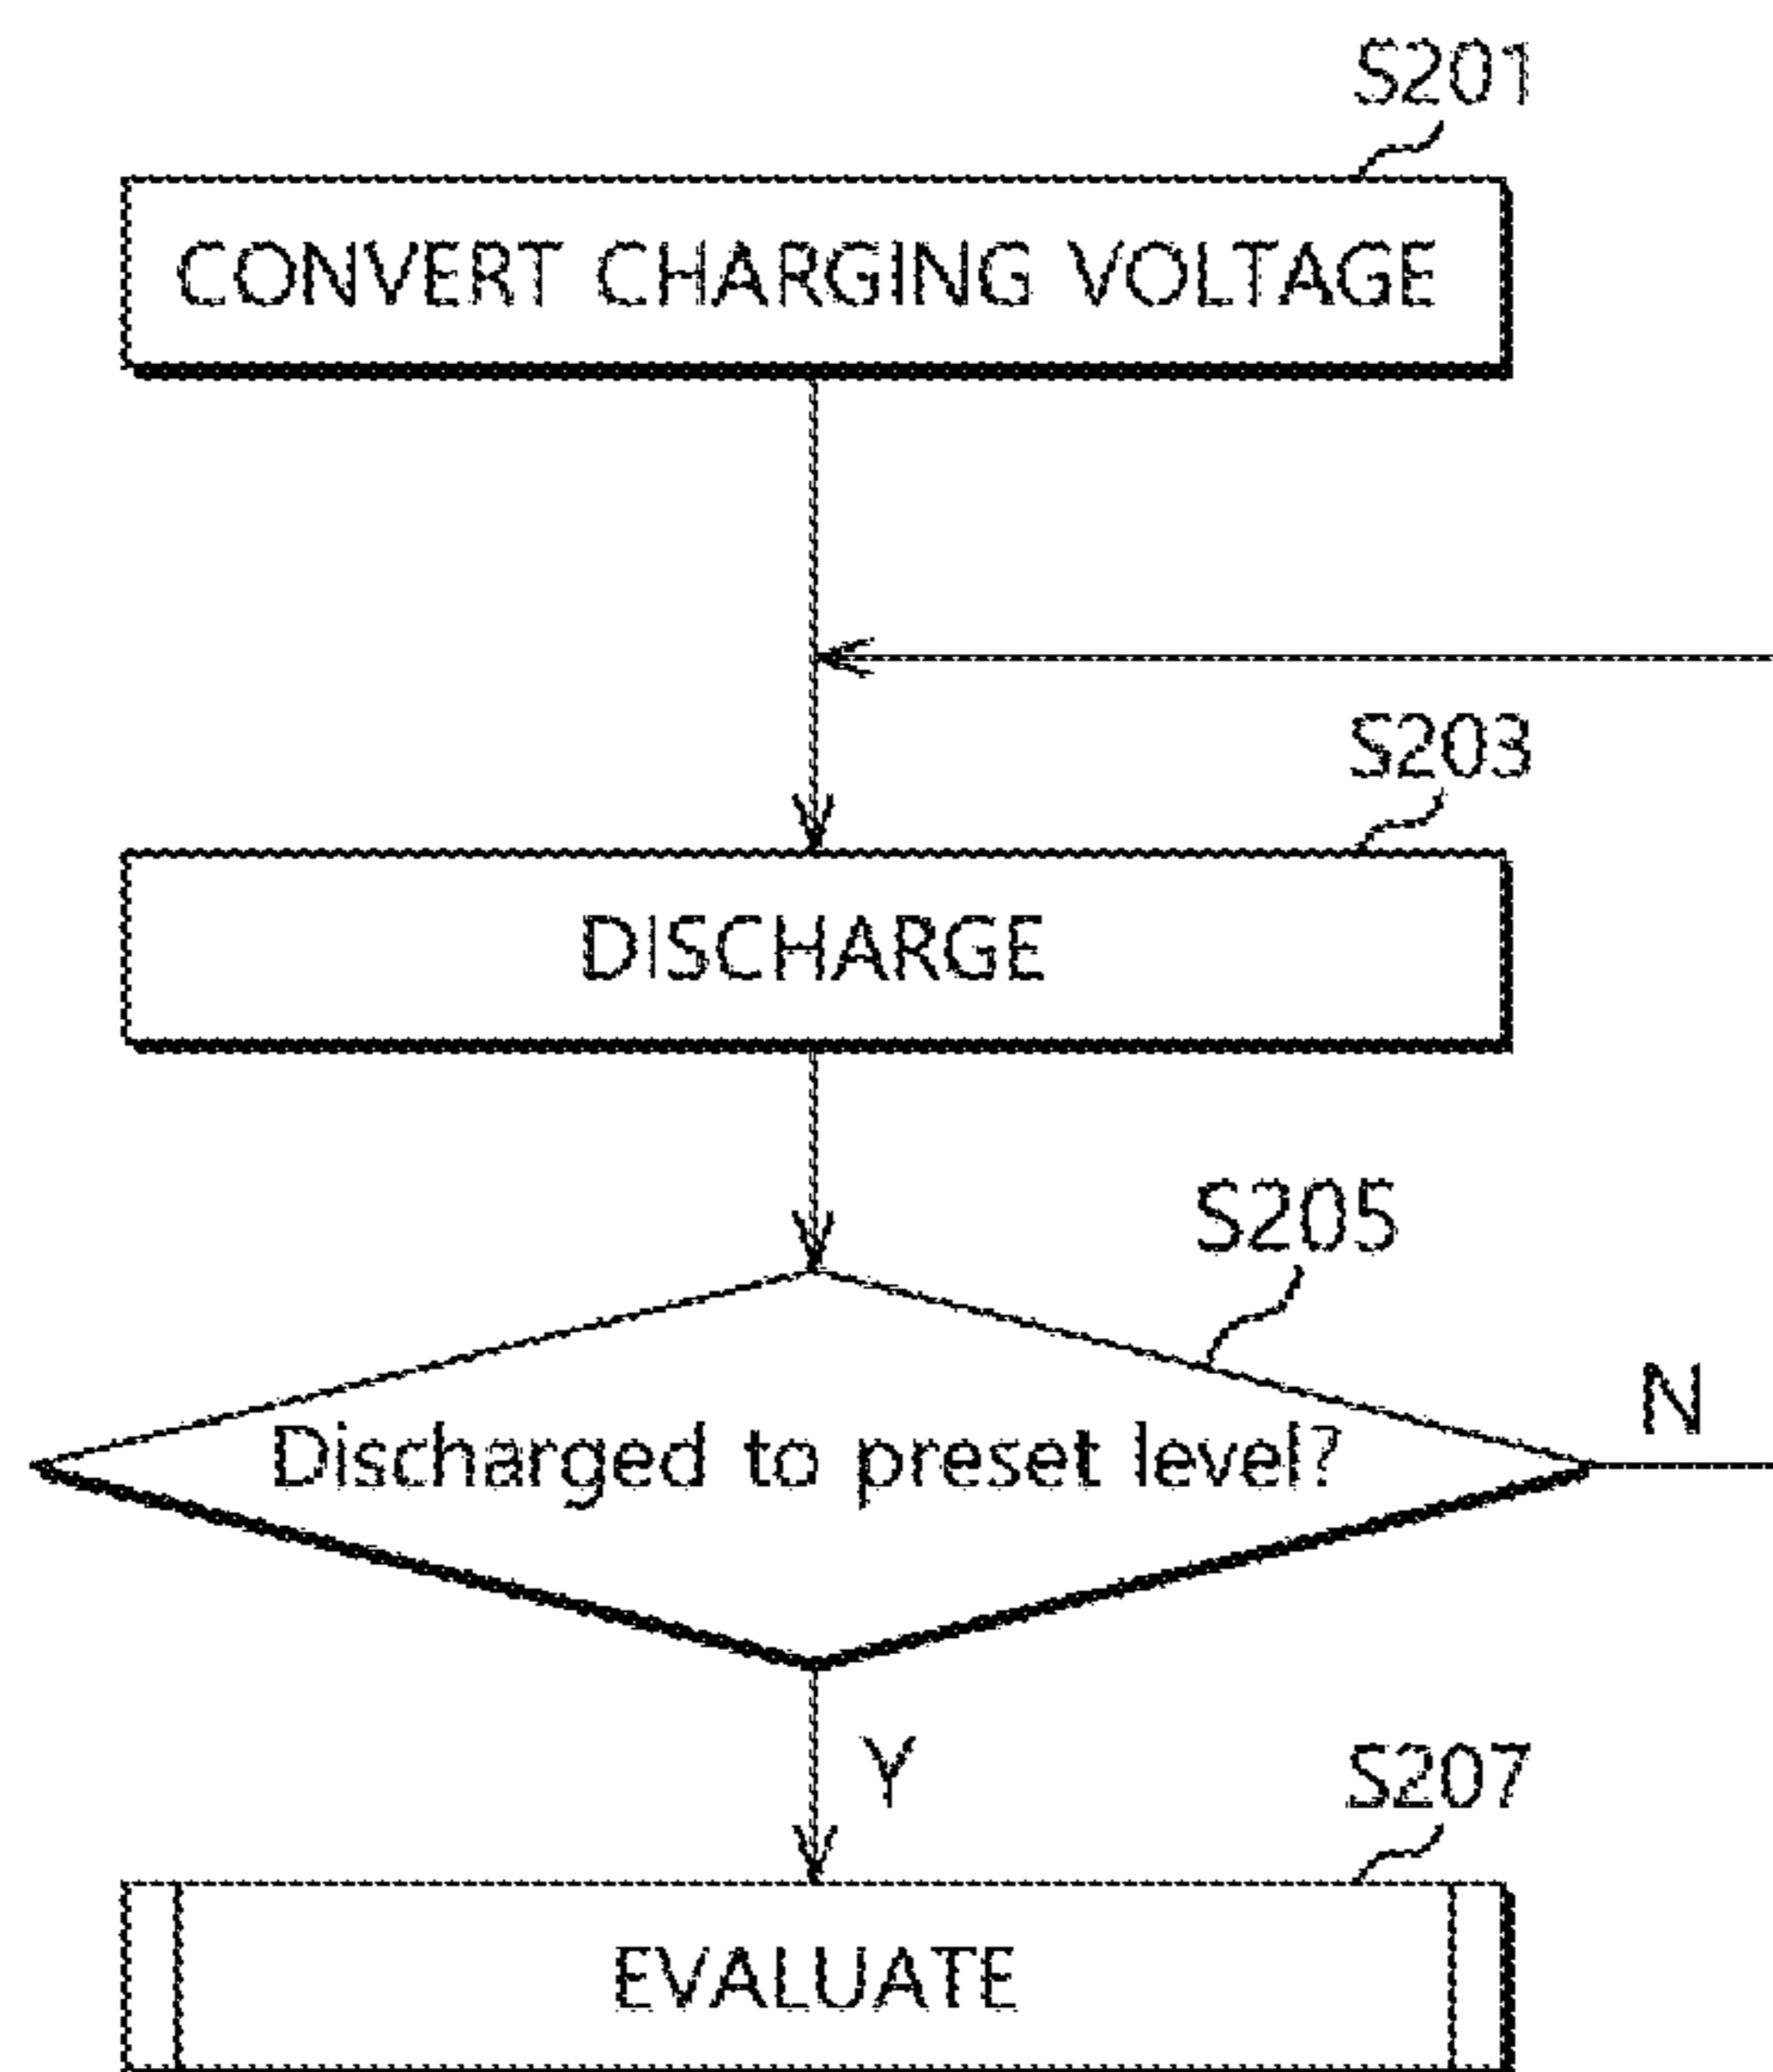 S201
CONVERT CHARGING VOLTAGE
S203
DISCHARGE
S205
Discharged to preset level?
N
Y
S207
EVALUATE